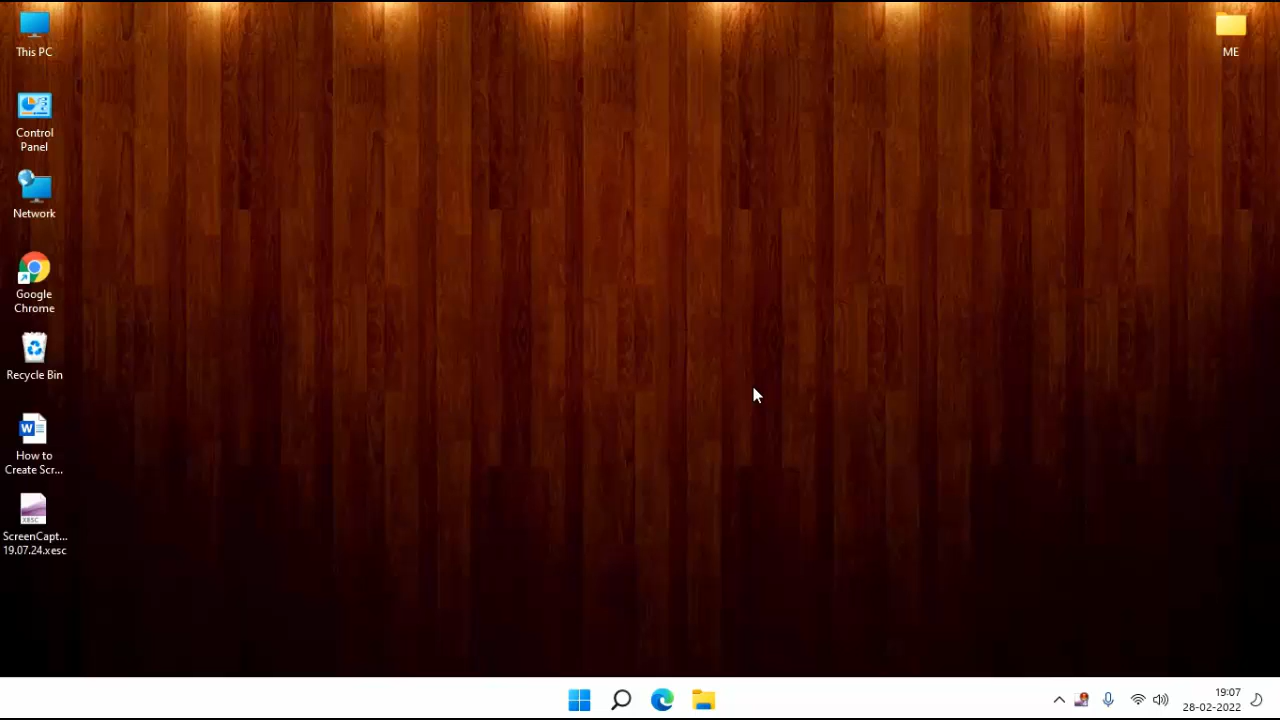 This PC
ME
Control
Panel
Network
Google
Chrome
Recycle Bin
W
How to
Create Scr...
XESC
ScreenCapt...
19.07.24.xesc
19:07
28-02-2022